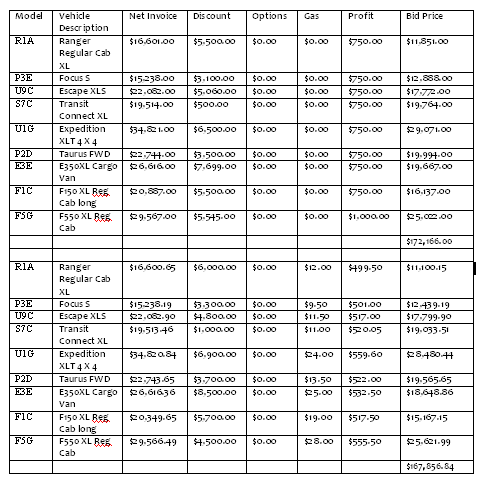 Model Vehicle Description Net Invoice Discount Options Gas Profit Bid Price
R1A Ranger Regular Cab XL $16,601.00 $5,500.00 $0.00 $0.00 $750.00 $11,851.00
P3E Focus S $15,238.00 $3,100.00 $0.00 $0.00 $750.00 $12,888.00
U9C Escape XLS $22,082.00 $5,060.00 $0.00 $0.00 $750.00 $17,772.00
S7C Transit Connect XL $19,514.00 $500.00 $0.00 $0.00 $750.00 $19,764.00
U1G Expedition XLT 4 X 4 $34,821.00 $6,500.00 $0.00 $0.00 $750.00 $29,071.00
P2D Taurus FWD $22,744.00 $3,500.00 $0.00 $0.00 $750.00 $19,994.00
E3E E350XL Cargo Van $26,616.00 $7,699.00 $0.00 $0.00 $750.00 $19,667.00
F1C F150 XL Reg Cab long $20,887.00 $5,500.00 $0.00 $0.00 $750.00 $16,137.00
F5G F550 XL Reg Cab $29,567.00 $5,545.00 $0.00 $0.00 $1,000.00 $25,022.00
$172,166.00
R1A Ranger Regular Cab XL $16,600.65 $6,000.00 $0.00 $12.00 $499.50 $11,100.15
P3E Focus S $15,238.19 $3,300.00 $0.00 $9.50 $501.00 $12,439.19
U9C Escape XLS $22,082.90 $4,800.00 $0.00 $11.50 $517.00 $17,799.90
S7C Transit Connect XL $19,513.46 $1,000.00 $0.00 $11.00 $520.05 $19,033.51
U1G Expedition XLT 4 X 4 $34,820.84 $6,900.00 $0.00 $24.00 $559.60 $28,480.44
P2D Taurus FWD $22,743.65 $3,700.00 $0.00 $13.50 $522.00 $19,565.65
E3E E350XL Cargo Van $26,616.36 $8,500.00 $0.00 $25.00 $532.50 $18,648.86
F1C F150 XL Reg Cab long $20,349.65 $5,700.00 $0.00 $19.00 $517.50 $15,167.15
F5G F550 XL Reg Cab $29,566.49 $4,500.00 $0.00 $28.00 $555.50 $25,621.99
$167,856.84